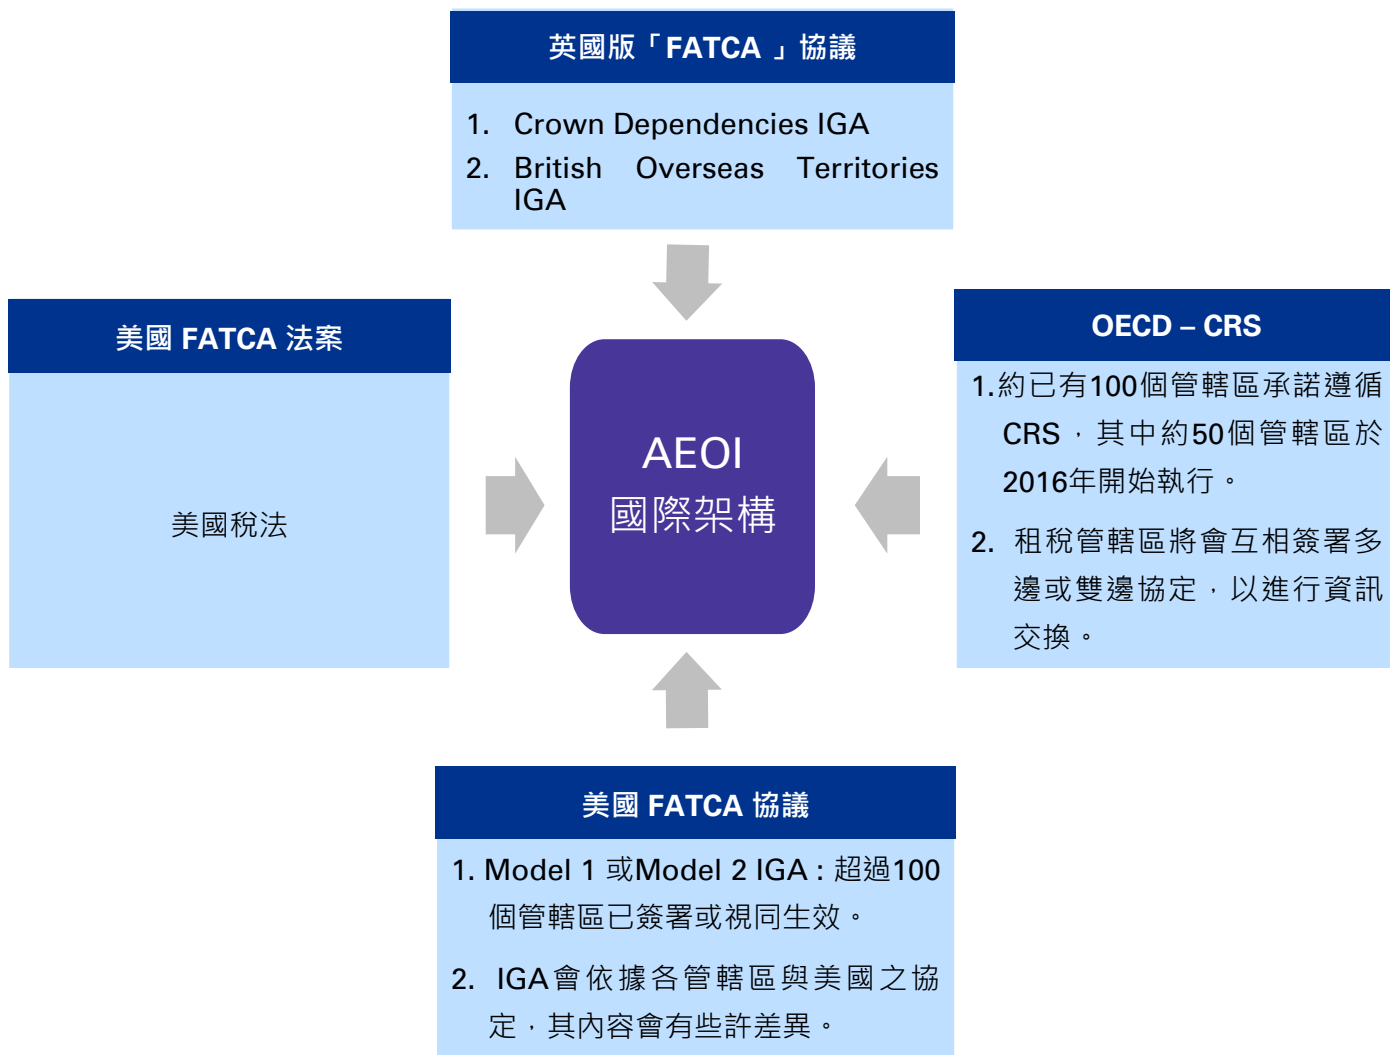 英國版「FATCA 」協議
1. Crown Dependencies IGA
2. British Overseas Territories
IGA
美國 FATCA 法案
美國稅法
AEOI
國際架構
OECD – CRS
1.約已有100個管轄區承諾遵循
CRS，其中約50個管轄區於
2016年開始執行。
2. 租稅管轄區將會互相簽署多
邊或雙邊協定，以進行資訊
交換。
美國 FATCA 協議
1. Model 1 或Model 2 IGA : 超過100
個管轄區已簽署或視同生效。
2. IGA會依據各管轄區與美國之協
定，其內容會有些許差異。